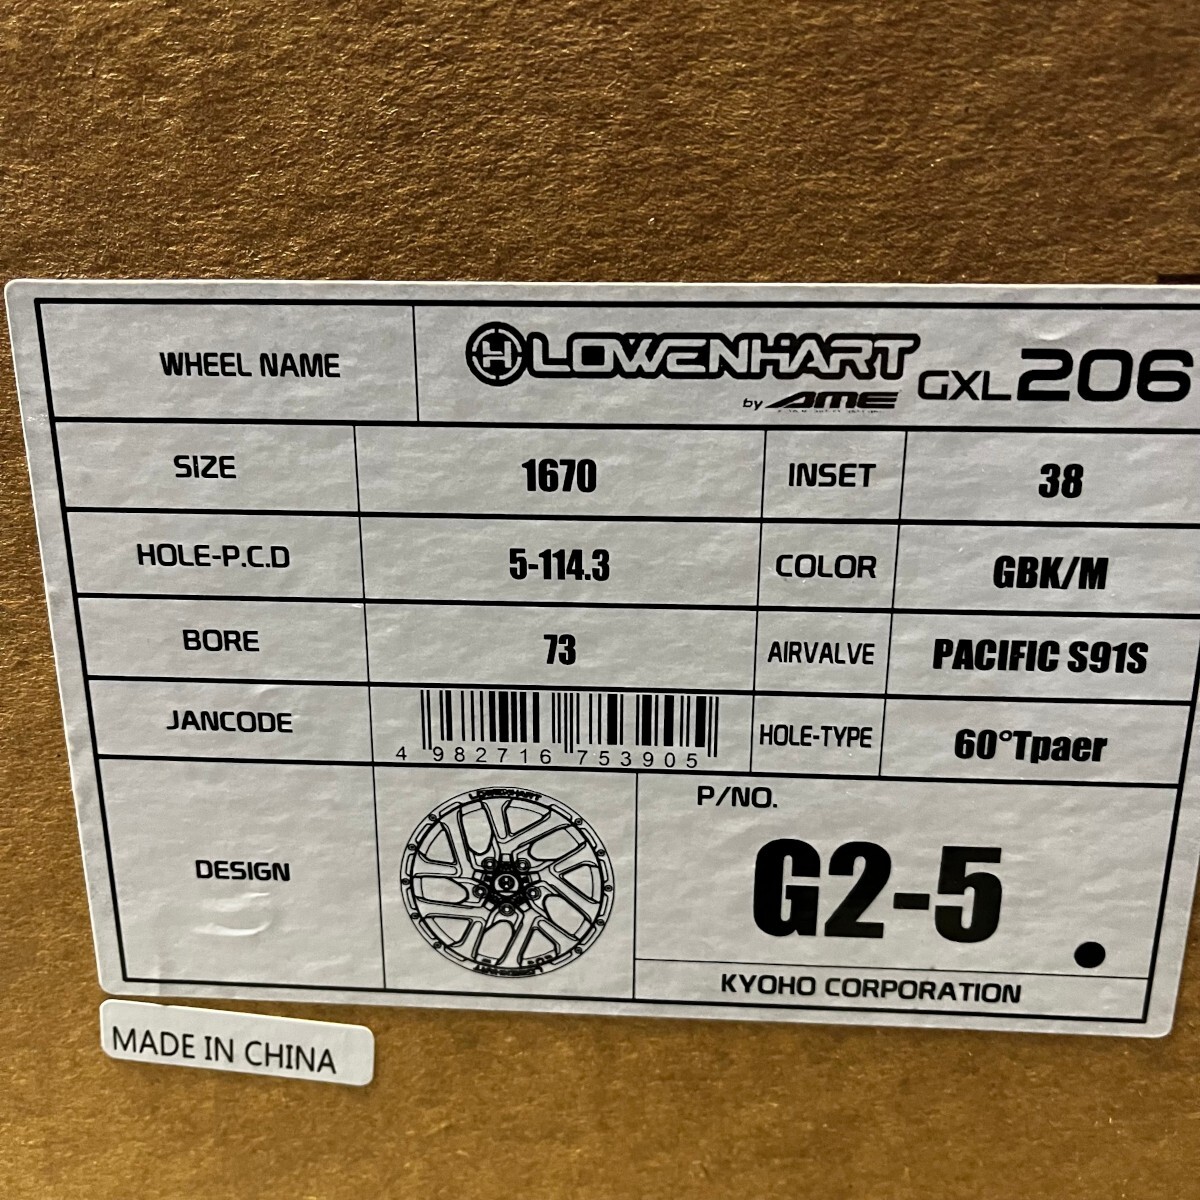 WHEEL NAME LOWENHART by AME GXL 206
SIZE 1670 INSET 38
HOLE-P.C.D 5-114.3 COLOR GBK/M
BORE 73 AIRVALVE PACIFIC S91S
JANCODE 4 982716 753905 HOLE-TYPE 60°Tpaer
DESIGN LOWENHART P/NO.
G2-5
KYOHO CORPORATION
MADE IN CHINA